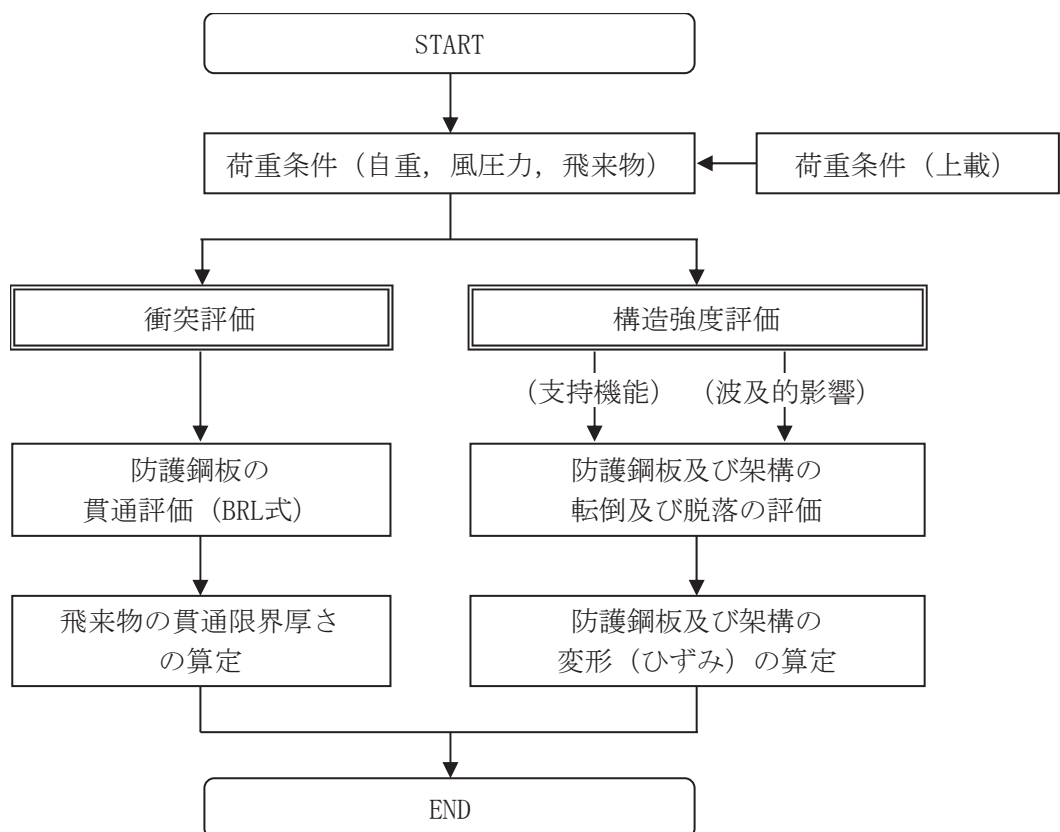 START
荷重条件（自重，風圧力，飛来物）
荷重条件（上載）
衝突評価
構造強度評価
（支持機能）
（波及的影響）
防護鋼板の
貫通評価（BRL式）
防護鋼板及び架構の
転倒及び脱落の評価
飛来物の貫通限界厚さ
の算定
防護鋼板及び架構の
変形（ひずみ）の算定
END